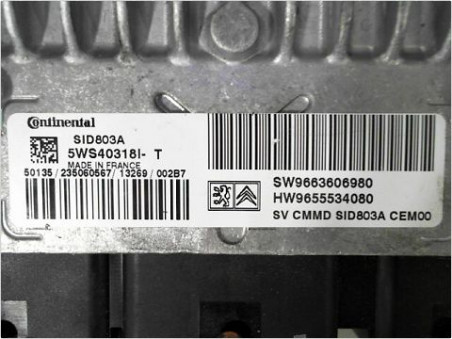 Continental
SID803A
5WS40318I- T
MADE IN FRANCE
50135 / 235060567 / 13269 / 002B7
SW9663606980
HW9655534080
SV CMMD SID803A CEM00